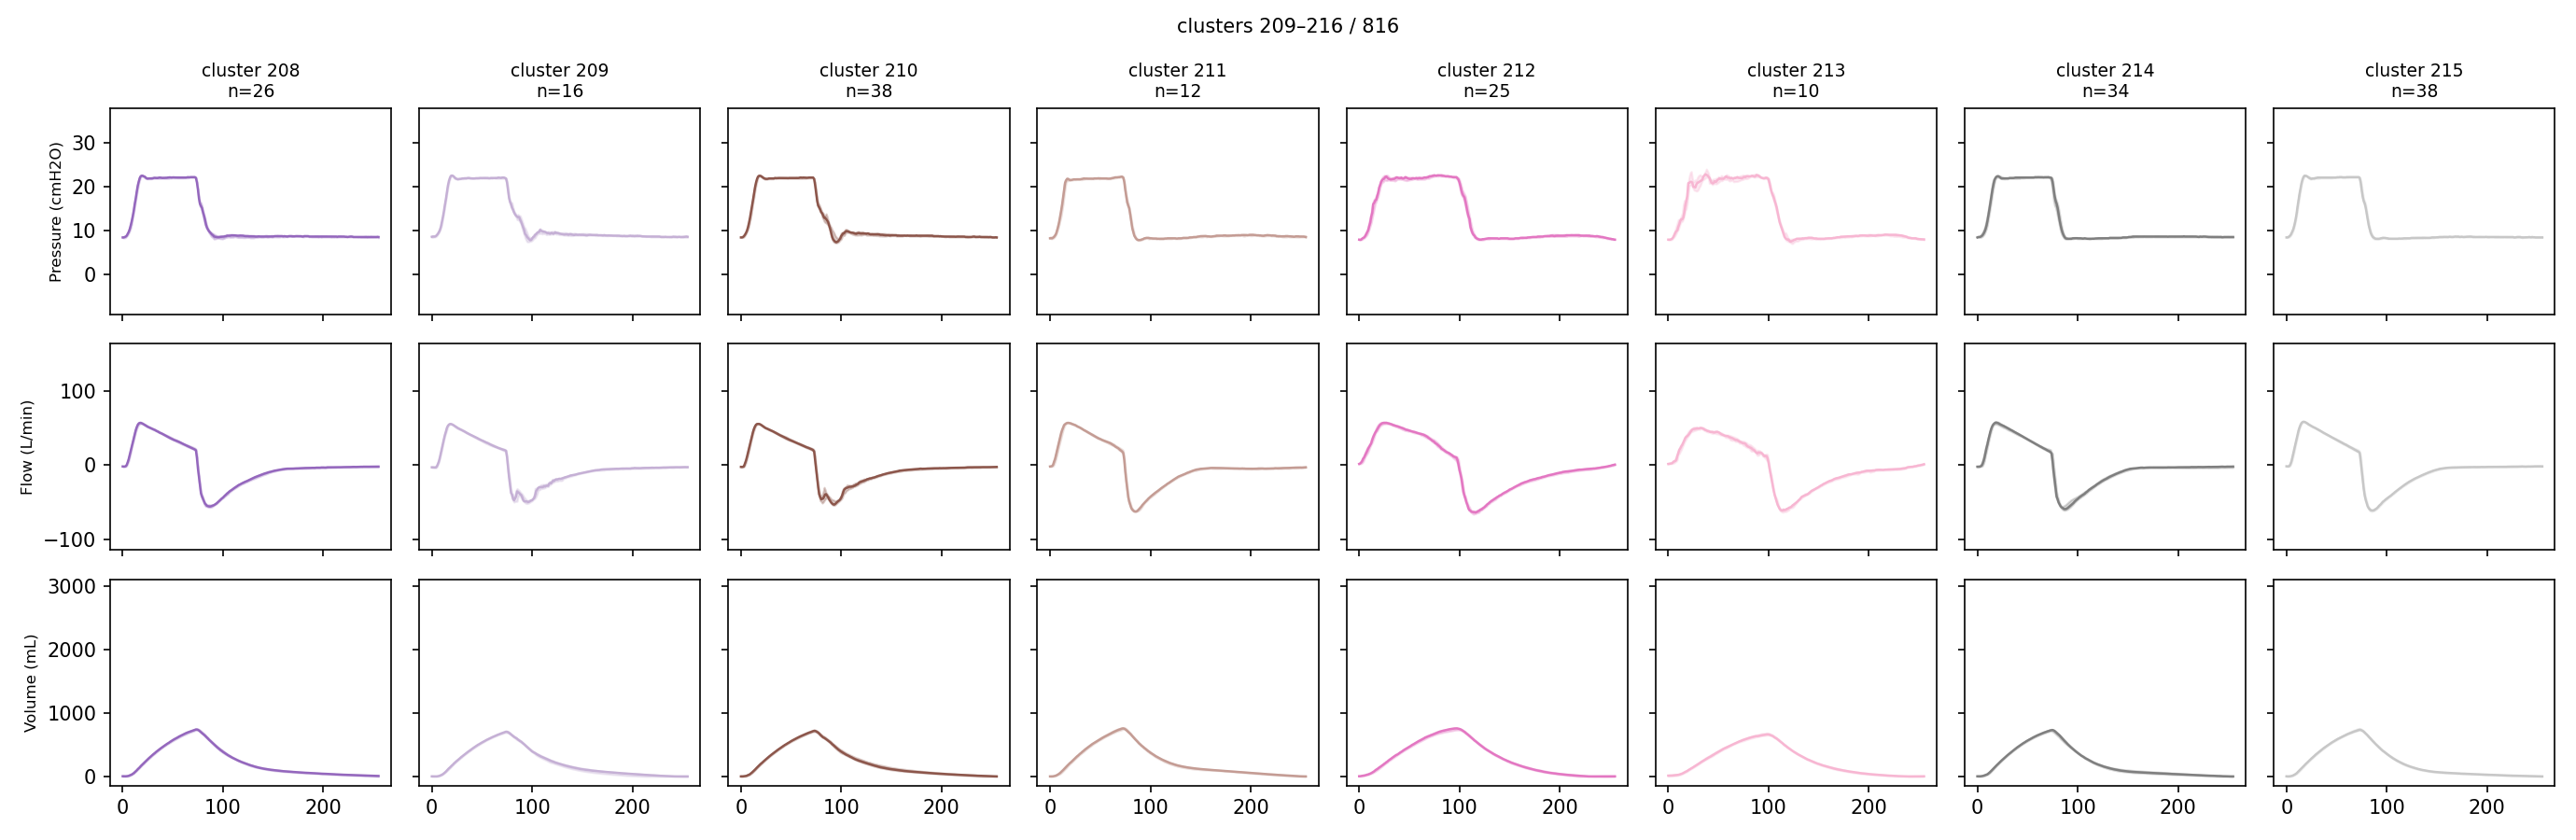 clusters 209–216 / 816
cluster 208
n=26
cluster 209
n=16
cluster 210
n=38
cluster 211
n=12
cluster 212
n=25
cluster 213
n=10
cluster 214
n=34
cluster 215
n=38
Pressure (cmH2O)
30
20
10
0
Flow (L/min)
100
0
−100
Volume (mL)
3000
2000
1000
0
0 100 200
0 100 200
0 100 200
0 100 200
0 100 200
0 100 200
0 100 200
0 100 200